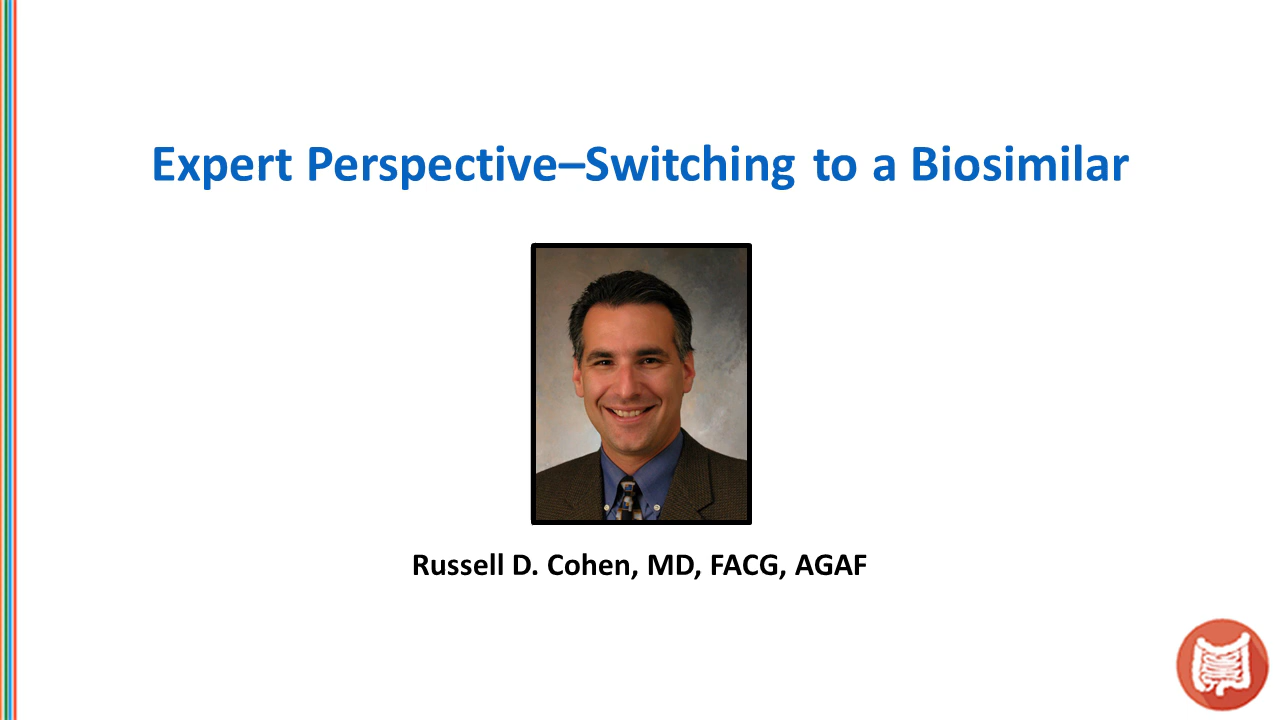 Expert Perspective–Switching to a Biosimilar
Russell D. Cohen, MD, FACG, AGAF